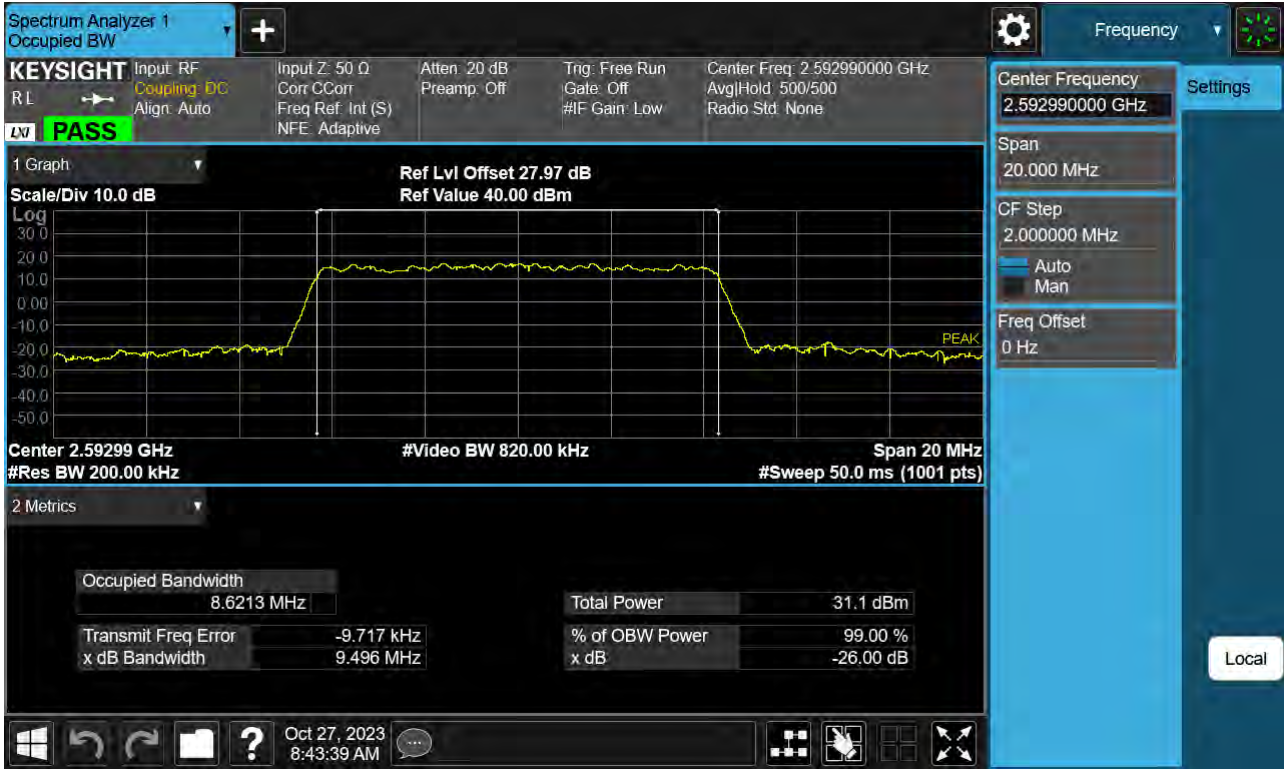 Spectrum Analyzer 1
Occupied BW
+
Frequency
KEYSIGHT
R L
LXI
PASS
Input: RF
Coupling: DC
Align: Auto
Input Z: 50 Ω
Corr CCorr
Freq Ref: Int (S)
NFE: Adaptive
Atten: 20 dB
Preamp: Off
Trig: Free Run
Gate: Off
#IF Gain: Low
Center Freq: 2.592990000 GHz
Avg|Hold: 500/500
Radio Std: None
Center Frequency
2.592990000 GHz
Settings
Span
20.000 MHz
CF Step
2.000000 MHz
Auto
Man
Freq Offset
0 Hz
1 Graph
Scale/Div 10.0 dB
Ref Lvl Offset 27.97 dB
Ref Value 40.00 dBm
Log
30.0
20.0
10.0
0.00
-10.0
-20.0
-30.0
-40.0
-50.0
PEAK
Center 2.59299 GHz
#Video BW 820.00 kHz
Span 20 MHz
#Res BW 200.00 kHz
#Sweep 50.0 ms (1001 pts)
2 Metrics
Occupied Bandwidth
8.6213 MHz
Total Power 31.1 dBm
Transmit Freq Error -9.717 kHz
% of OBW Power 99.00 %
x dB Bandwidth 9.496 MHz
x dB -26.00 dB
Local
?
Oct 27, 2023
8:43:39 AM